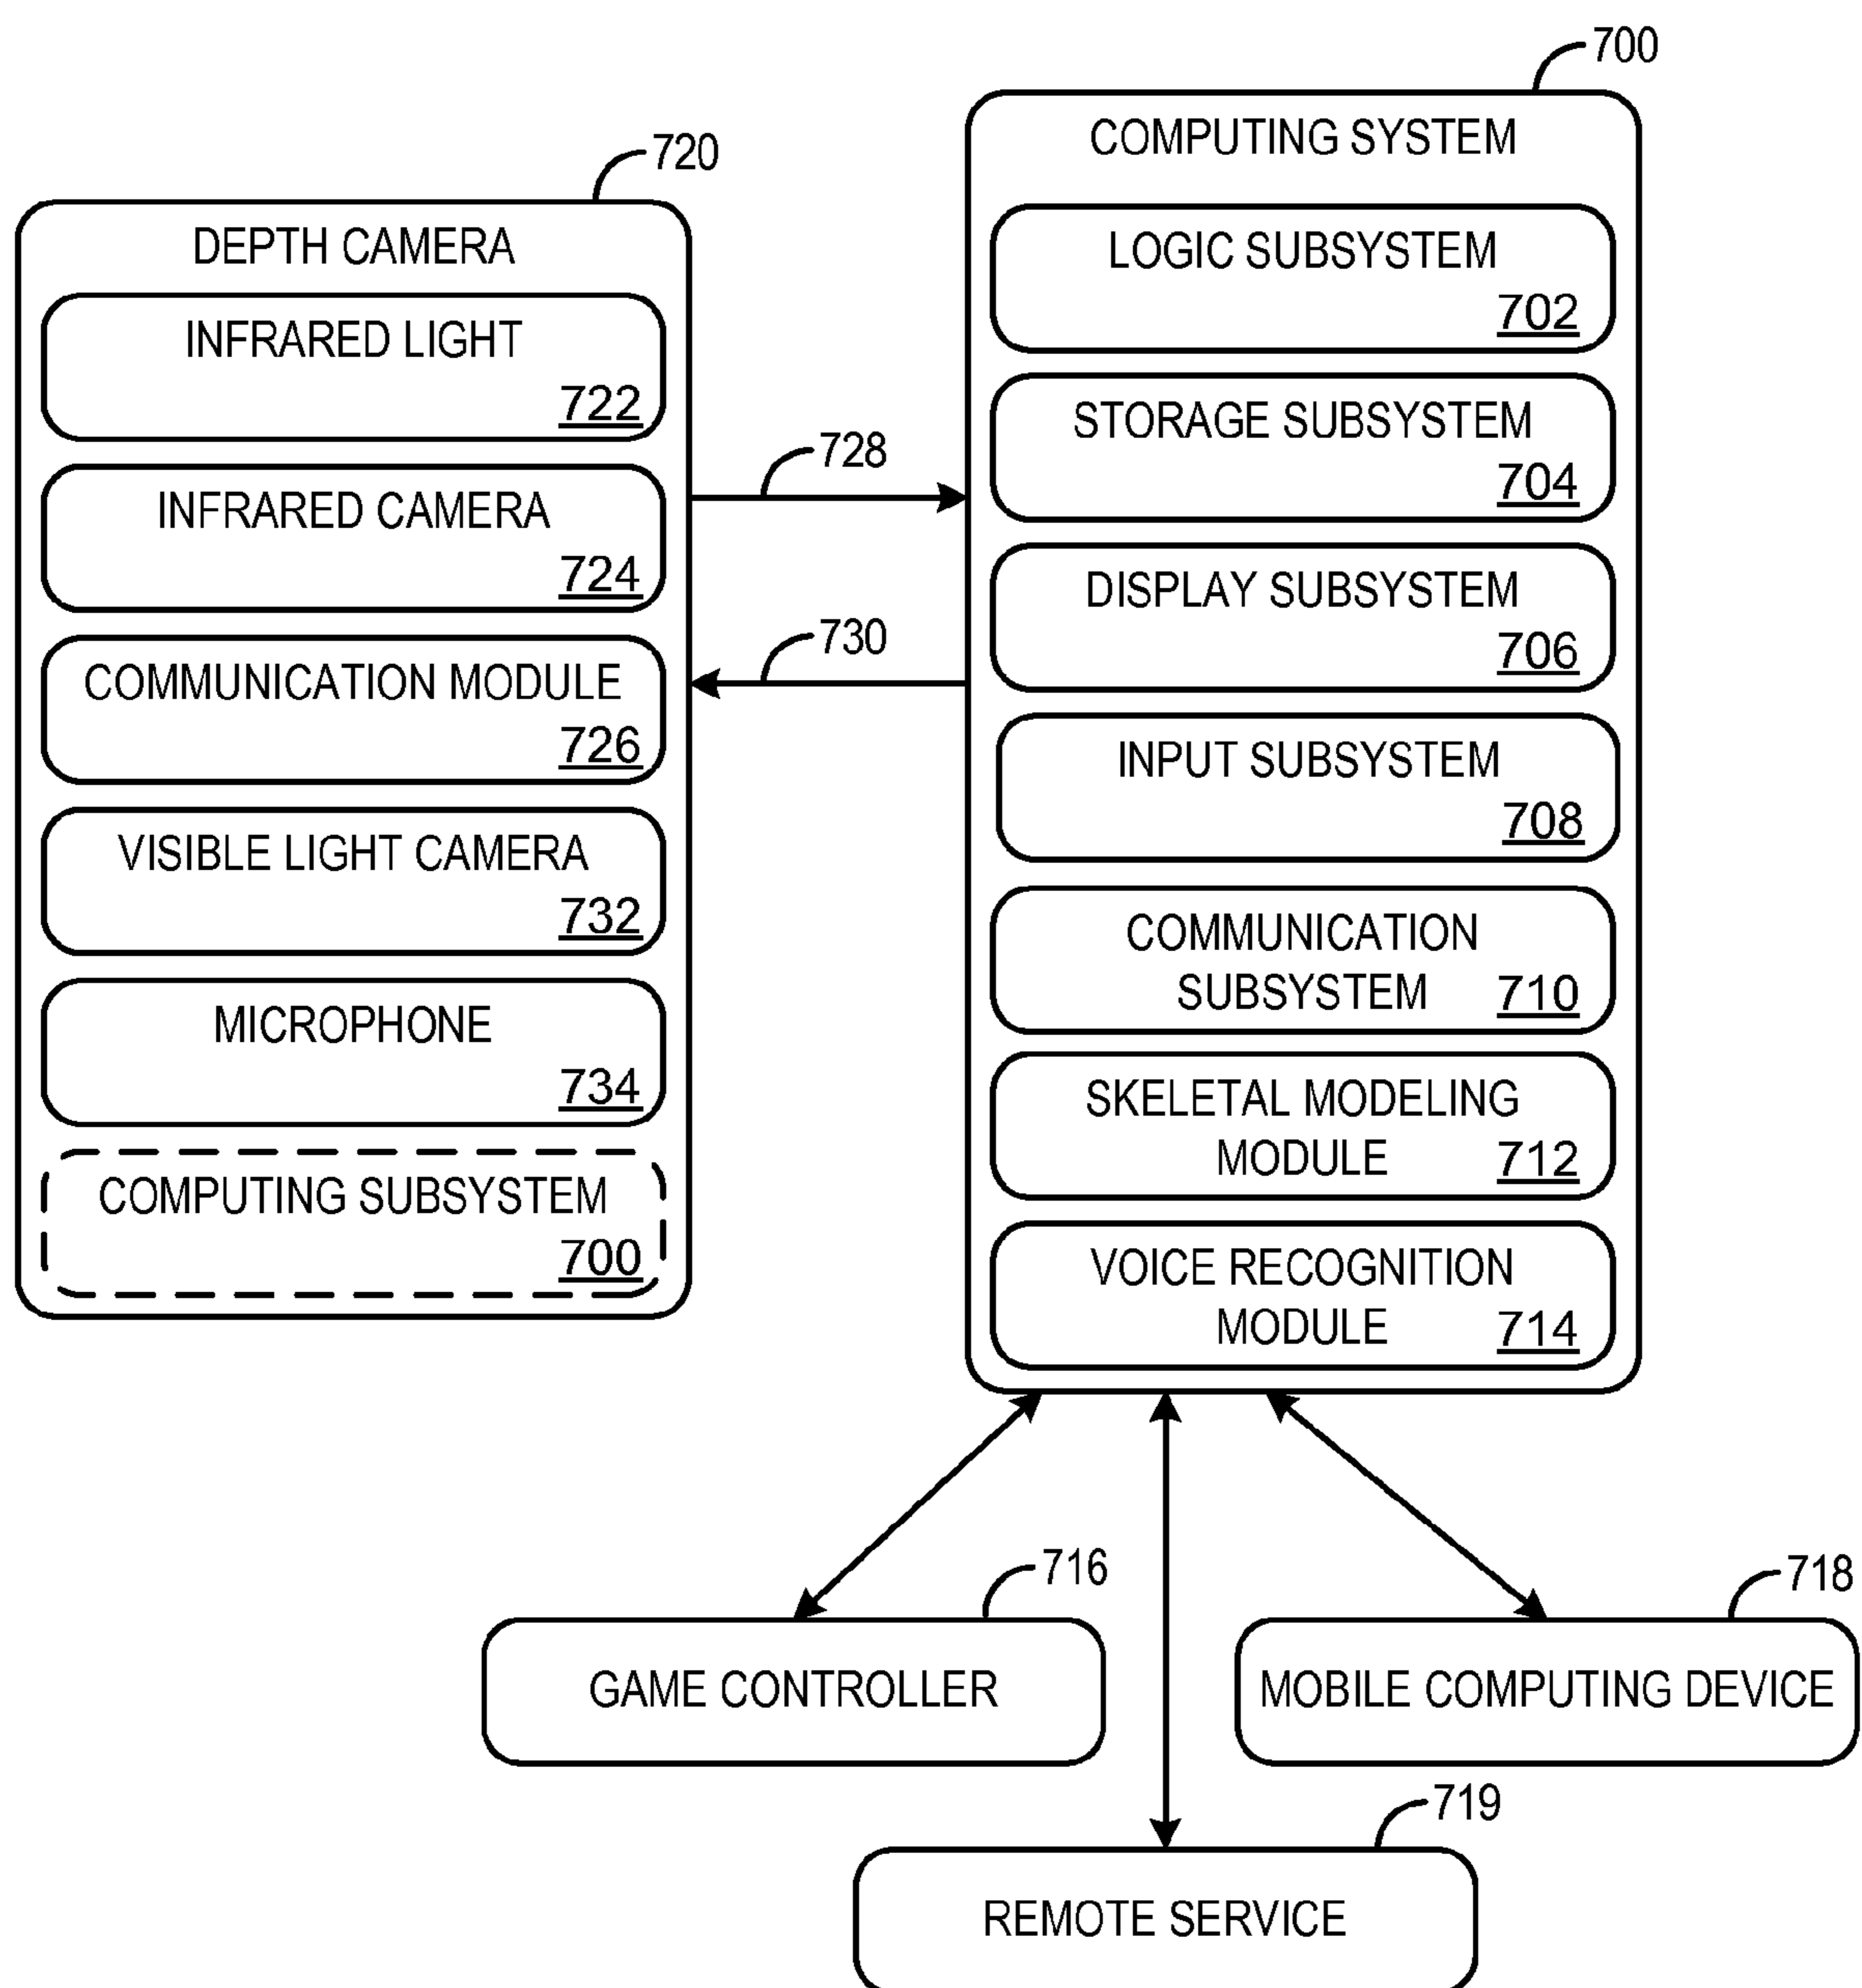 700
COMPUTING SYSTEM
LOGIC SUBSYSTEM
702
STORAGE SUBSYSTEM
704
DISPLAY SUBSYSTEM
706
INPUT SUBSYSTEM
708
COMMUNICATION
SUBSYSTEM 710
SKELETAL MODELING
MODULE 712
VOICE RECOGNITION
MODULE 714
720
DEPTH CAMERA
INFRARED LIGHT
722
INFRARED CAMERA
724
COMMUNICATION MODULE
726
VISIBLE LIGHT CAMERA
732
MICROPHONE
734
COMPUTING SUBSYSTEM
700
728
730
716
GAME CONTROLLER
718
MOBILE COMPUTING DEVICE
719
REMOTE SERVICE